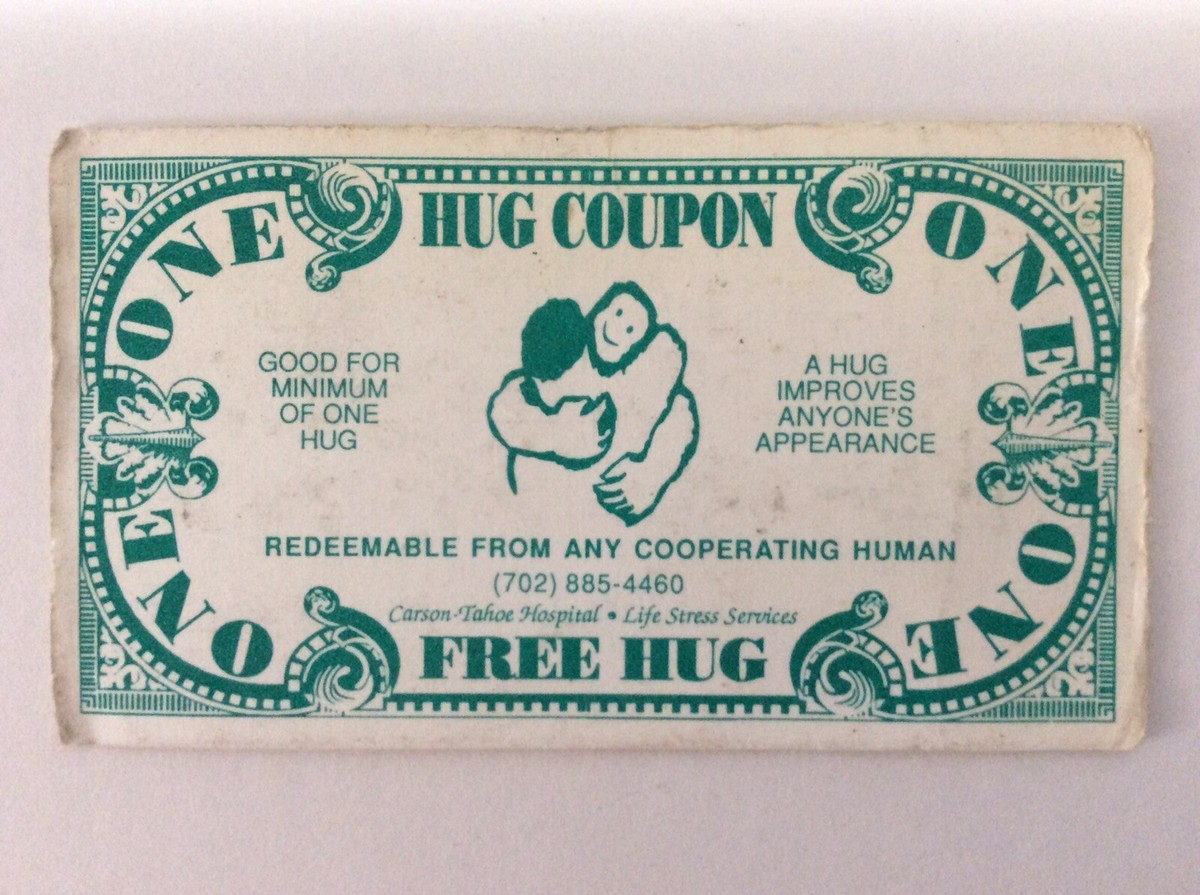 HUG COUPON
ONE
ONE
GOOD FOR
MINIMUM
OF ONE
HUG
A HUG
IMPROVES
ANYONE'S
APPEARANCE
REDEEMABLE FROM ANY COOPERATING HUMAN
(702) 885-4460
Carson-Tahoe Hospital • Life Stress Services
ONE
ONE
FREE HUG